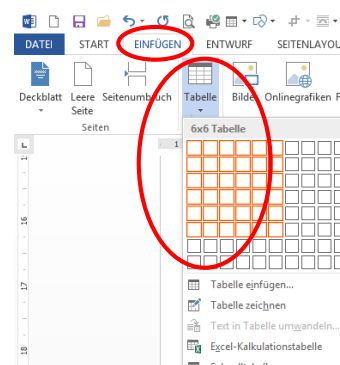 DATEI START EINFÜGEN ENTWURF SEITENLAYOU
Deckblatt Leere Seite Seitenumbruch Tabelle Bilder Onlinegrafiken F
Seiten
6x6 Tabelle
1
16
17
18
Tabelle einfügen...
Tabelle zeichnen
Text in Tabelle umwandeln...
Excel-Kalkulationstabelle